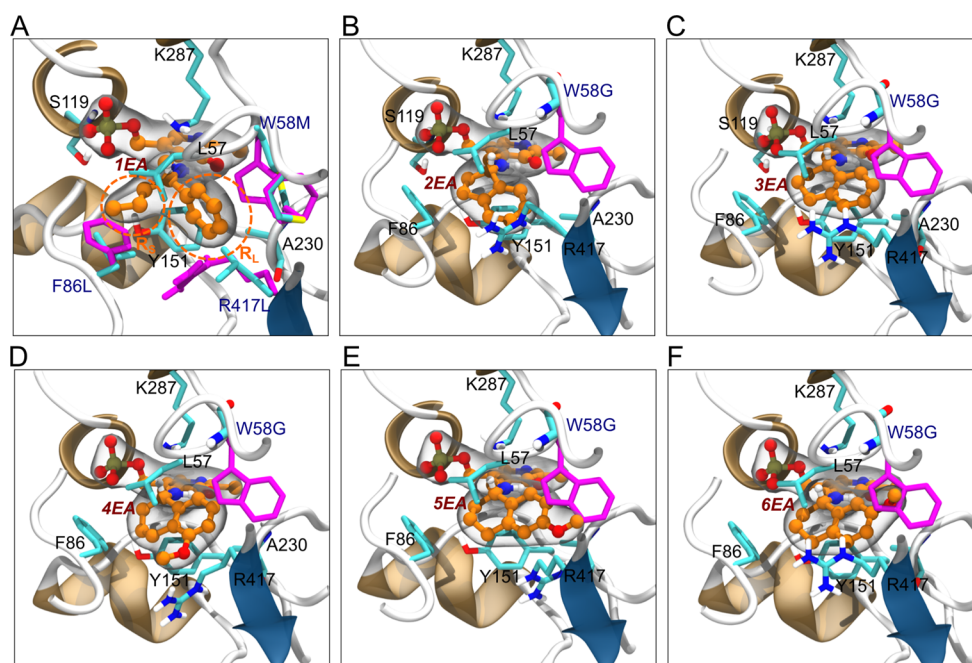 A
K287
S119
W58M
L57
1EA
A230
Y151
R_L
F86L
R417L
B
K287
S119
W58G
L57
2EA
A230
F86
Y151
R417
C
K287
S119
W58G
L57
3EA
A230
F86
Y151
R417
D
K287
W58G
L57
4EA
F86
A230
Y151
R417
E
K287
W58G
L57
5EA
F86
Y151
R417
F
K287
W58G
L57
6EA
F86
Y151
R417